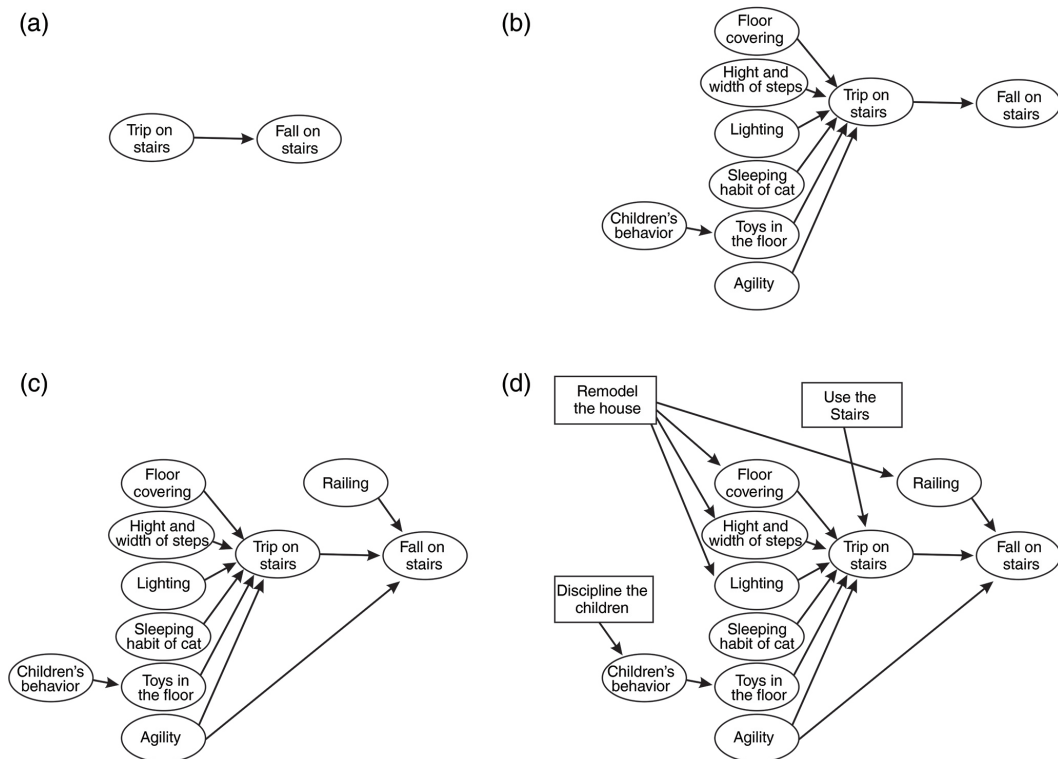 (a)
Trip on
stairs
Fall on
stairs
(b)
Floor
covering
Hight and
width of steps
Lighting
Sleeping
habit of cat
Children's
behavior
Toys in
the floor
Agility
Trip on
stairs
Fall on
stairs
(c)
Floor
covering
Hight and
width of steps
Lighting
Sleeping
habit of cat
Children's
behavior
Toys in
the floor
Agility
Trip on
stairs
Railing
Fall on
stairs
(d)
Remodel
the house
Use the
Stairs
Floor
covering
Hight and
width of steps
Lighting
Discipline the
children
Sleeping
habit of cat
Children's
behavior
Toys in
the floor
Agility
Trip on
stairs
Railing
Fall on
stairs